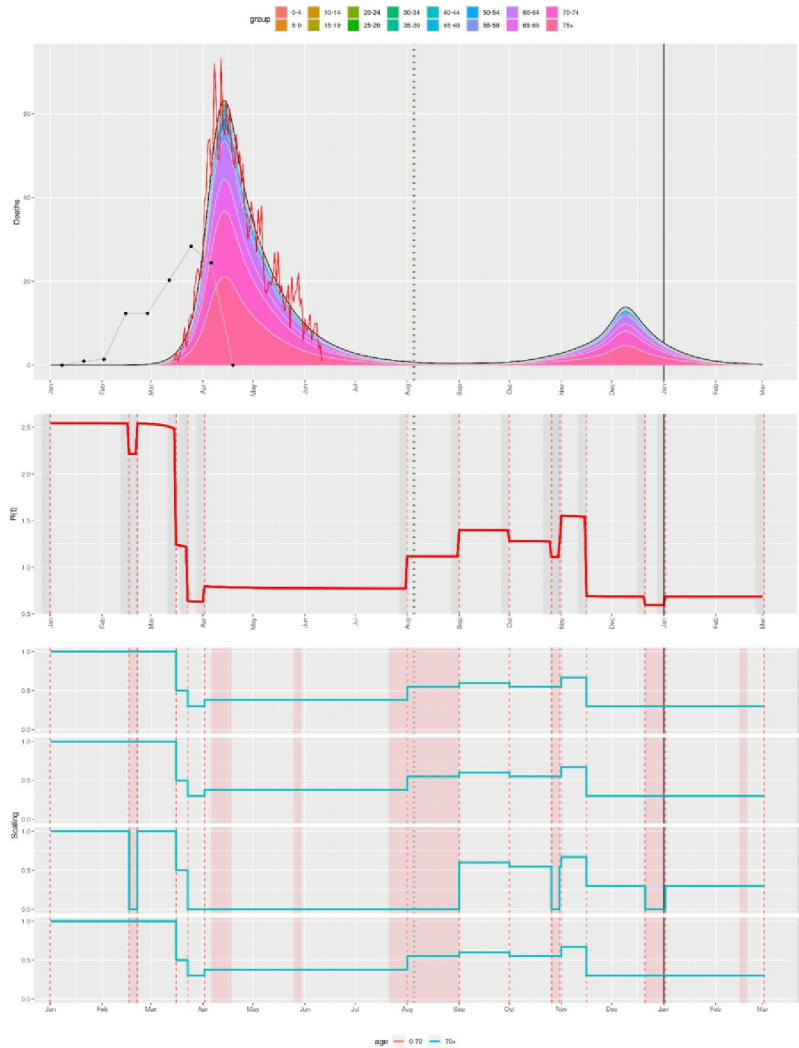 group 0-4 10-14 20-24 30-34 40-44 50-54 60-64 70-74
5-9 15-19 25-29 35-39 45-49 55-59 65-69 75+
Deaths
60
40
20
0
Jan Feb Mar Apr May Jun Jul Aug Sep Oct Nov Dec Jan Feb Mar
R(t)
2.5
2.0
1.5
1.0
0.5
Jan Feb Mar Apr May Jun Jul Aug Sep Oct Nov Dec Jan Feb Mar
Scaling
1.0
0.5
0.0
1.0
0.5
0.0
1.0
0.5
0.0
1.0
0.5
0.0
Jan Feb Mar Apr May Jun Jul Aug Sep Oct Nov Dec Jan Feb Mar
age 0-70 70+